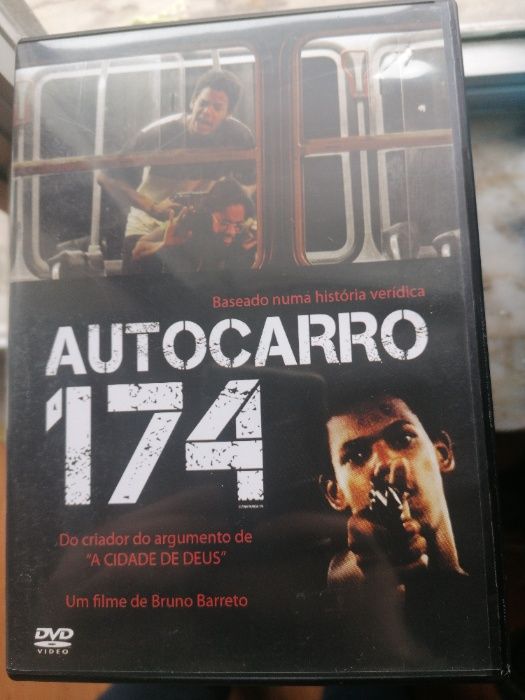 Baseado numa história verídica
AUTOCARRO
174
Do criador do argumento de
"A CIDADE DE DEUS"
Um filme de Bruno Barreto
DVD
VIDEO